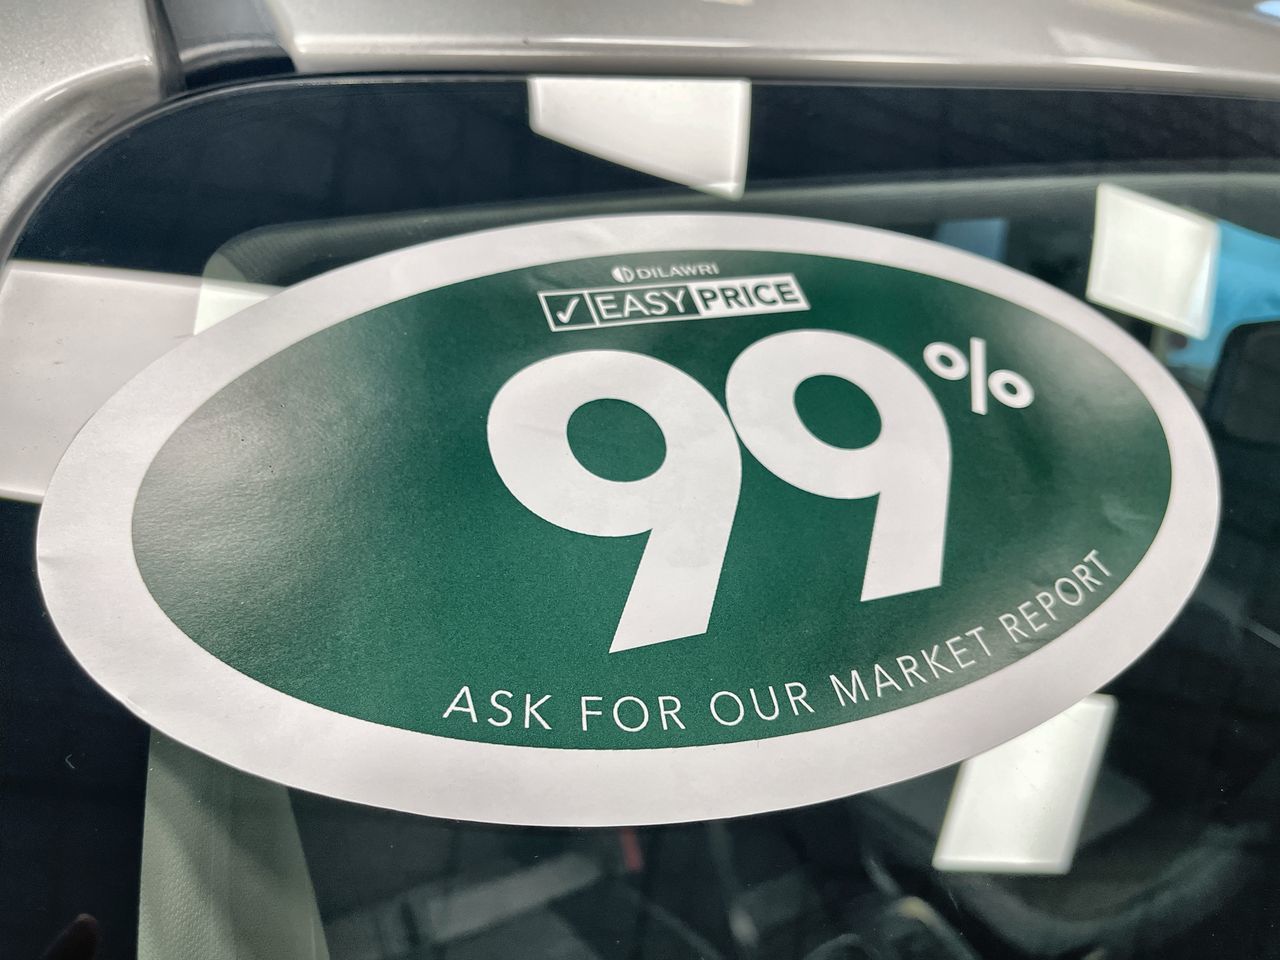 DILAWRI
✓ EASY PRICE
99%
ASK FOR OUR MARKET REPORT